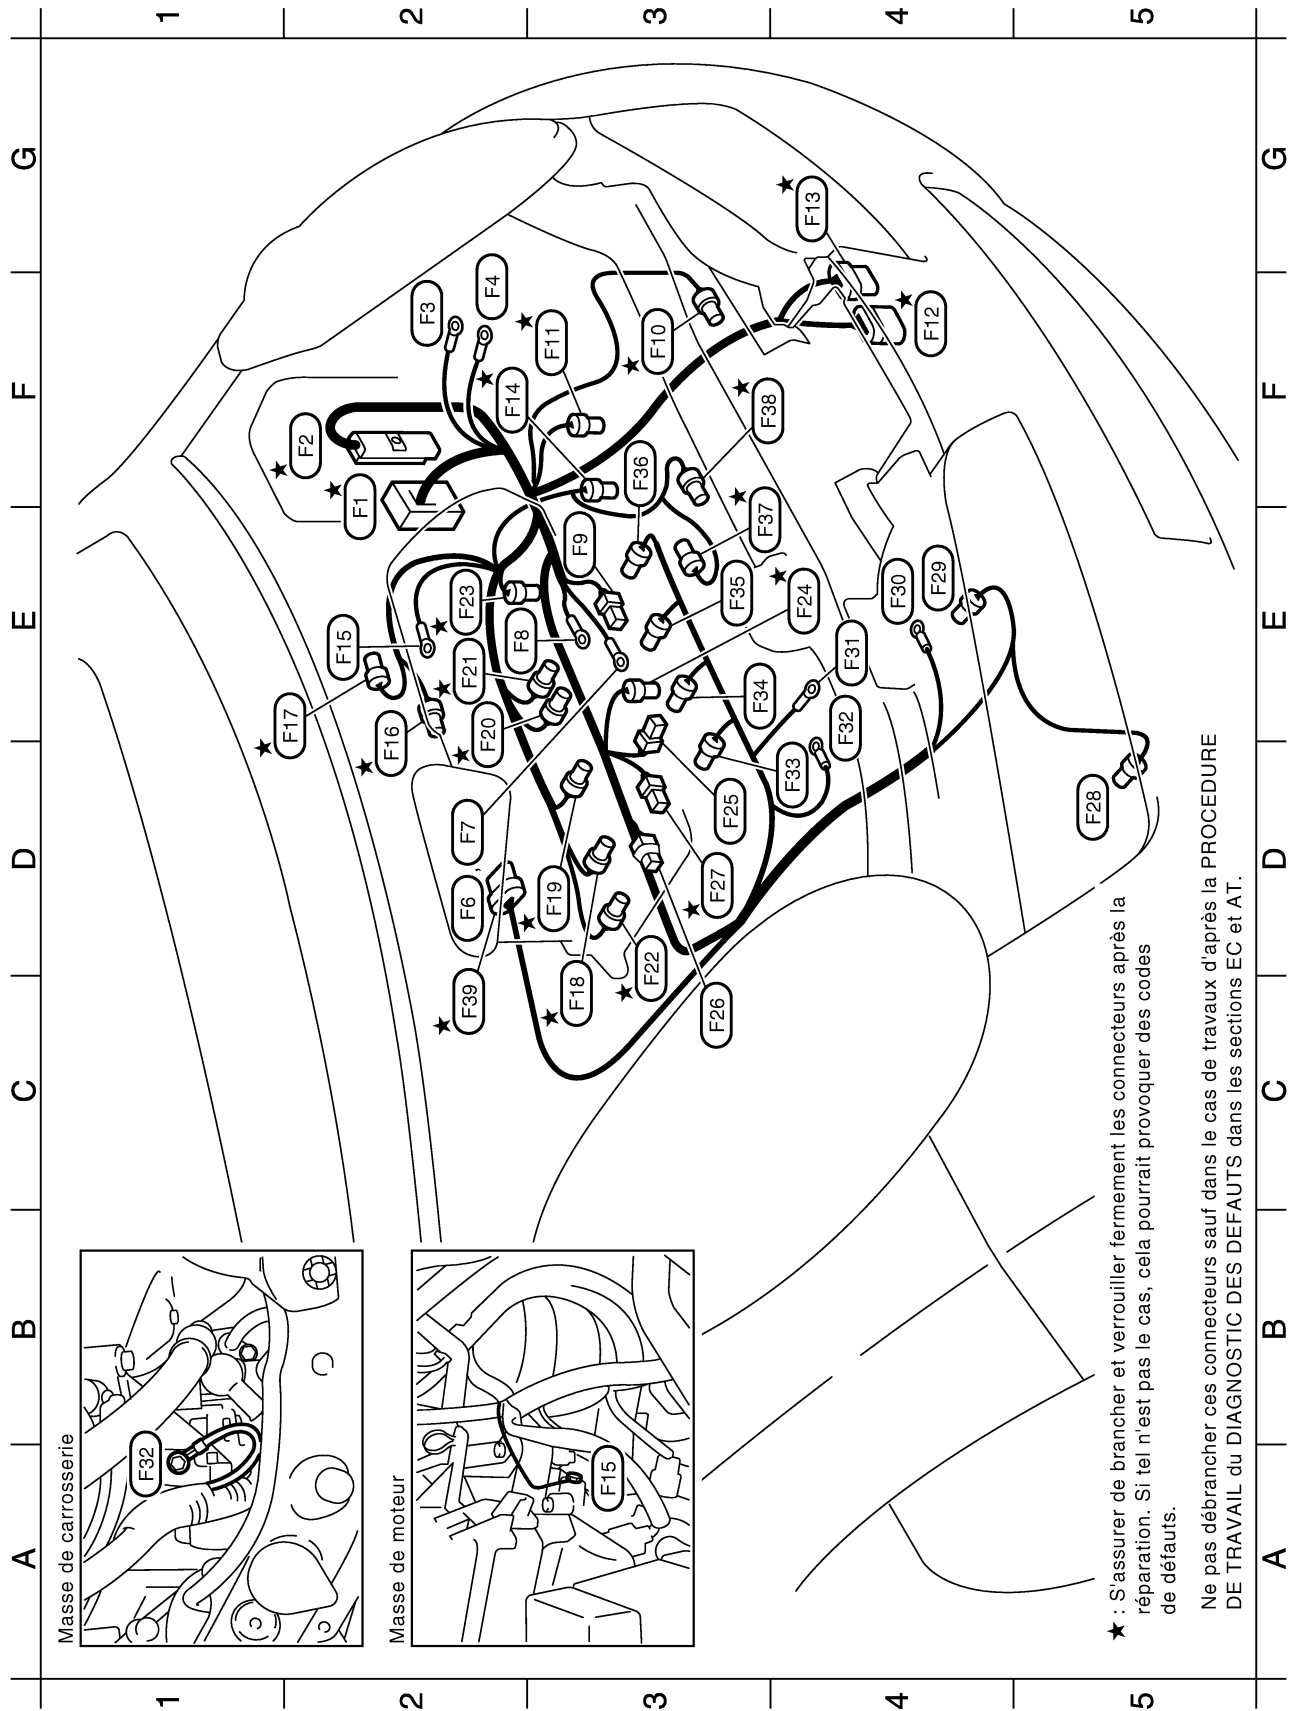 1
2
3
4
5
G
F
E
D
C
B
A
Masse de carrosserie
F32
Masse de moteur
F15
★ F2
★ F1
F3
F4
★ F11
★ F14
★ F10
★ F13
★ F12
★ F38
F36
★ F37
F9
F35
★ F24
F30
F29
F31
F32
F34
F33
F28
F15
★ F17
★ F16
★ F23
F8
★ F21
★ F20
F7
F6
★ F39
★ F19
★ F18
★ F22
F25
★ F27
F26
★ : S'assurer de brancher et verrouiller fermement les connecteurs après la
réparation. Si tel n'est pas le cas, cela pourrait provoquer des codes
de défauts.
Ne pas débrancher ces connecteurs sauf dans le cas de travaux d'après la PROCEDURE
DE TRAVAIL du DIAGNOSTIC DES DEFAUTS dans les sections EC et AT.
G
F
E
D
C
B
A
1
2
3
4
5